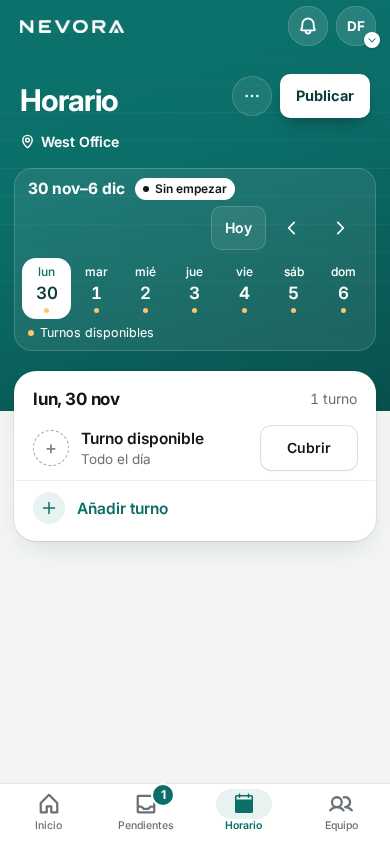 NEVORA
DF
Horario
Publicar
West Office
30 nov–6 dic
Sin empezar
Hoy
lun mar mié jue vie sáb dom
30 1 2 3 4 5 6
Turnos disponibles
lun, 30 nov
1 turno
Turno disponible
Todo el día
Cubrir
Añadir turno
1
Inicio
Pendientes
Horario
Equipo